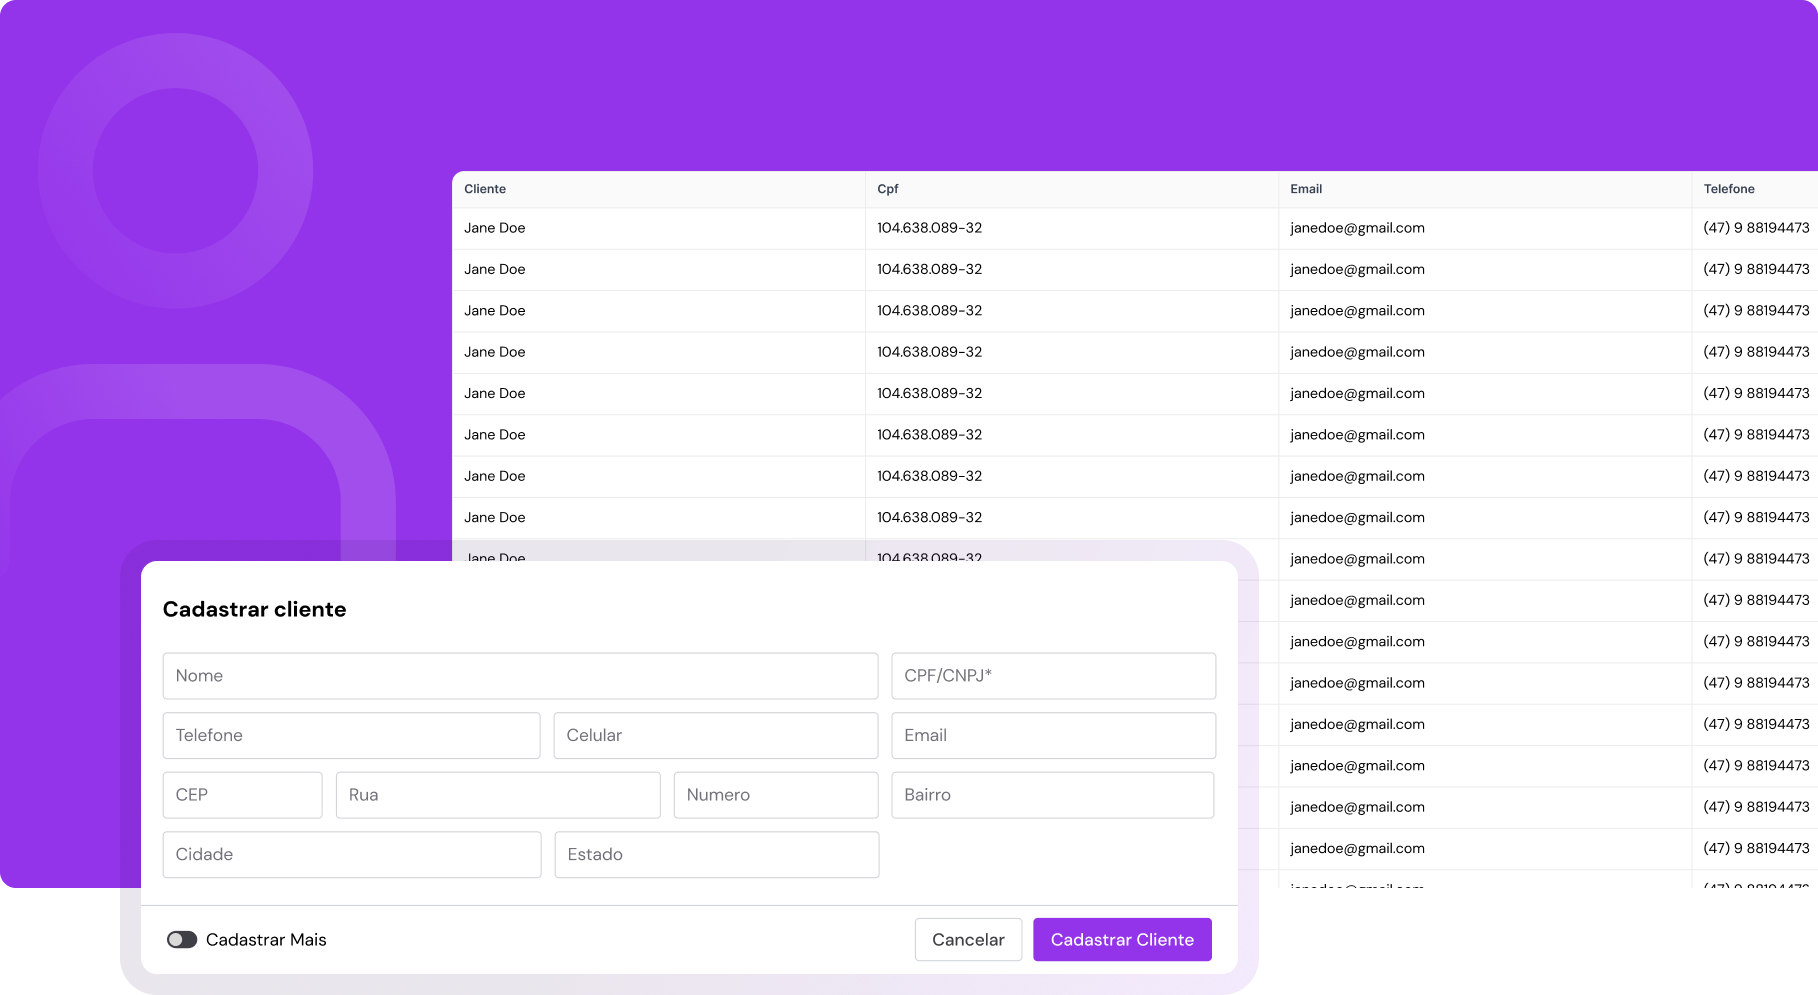 Cliente Cpf Email Telefone
Jane Doe 104.638.089-32 janedoe@gmail.com (47) 9 88194473
Jane Doe 104.638.089-32 janedoe@gmail.com (47) 9 88194473
Jane Doe 104.638.089-32 janedoe@gmail.com (47) 9 88194473
Jane Doe 104.638.089-32 janedoe@gmail.com (47) 9 88194473
Jane Doe 104.638.089-32 janedoe@gmail.com (47) 9 88194473
Jane Doe 104.638.089-32 janedoe@gmail.com (47) 9 88194473
Jane Doe 104.638.089-32 janedoe@gmail.com (47) 9 88194473
Jane Doe 104.638.089-32 janedoe@gmail.com (47) 9 88194473
Jane Doe 104.638.089-32 janedoe@gmail.com (47) 9 88194473
janedoe@gmail.com (47) 9 88194473
janedoe@gmail.com (47) 9 88194473
janedoe@gmail.com (47) 9 88194473
janedoe@gmail.com (47) 9 88194473
janedoe@gmail.com (47) 9 88194473
janedoe@gmail.com (47) 9 88194473
janedoe@gmail.com (47) 9 88194473
Cadastrar cliente
Nome CPF/CNPJ*
Telefone Celular Email
CEP Rua Numero Bairro
Cidade Estado
Cadastrar Mais Cancelar Cadastrar Cliente